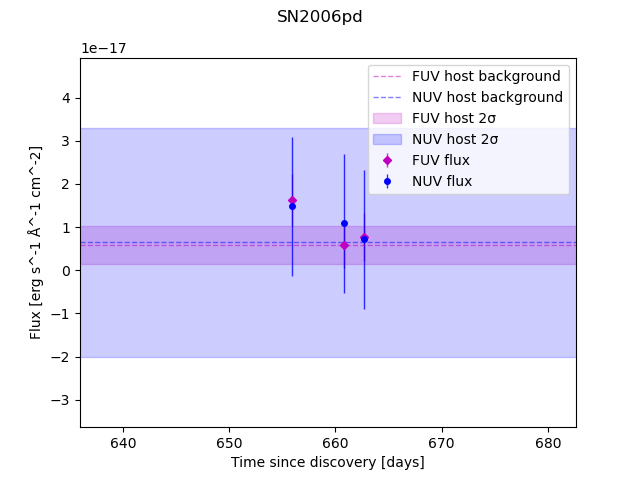 SN2006pd
1e−17
FUV host background
NUV host background
FUV host 2σ
NUV host 2σ
FUV flux
NUV flux
4
3
2
1
0
−1
−2
−3
Flux [erg s^-1 Å^-1 cm^-2]
640
650
660
670
680
Time since discovery [days]